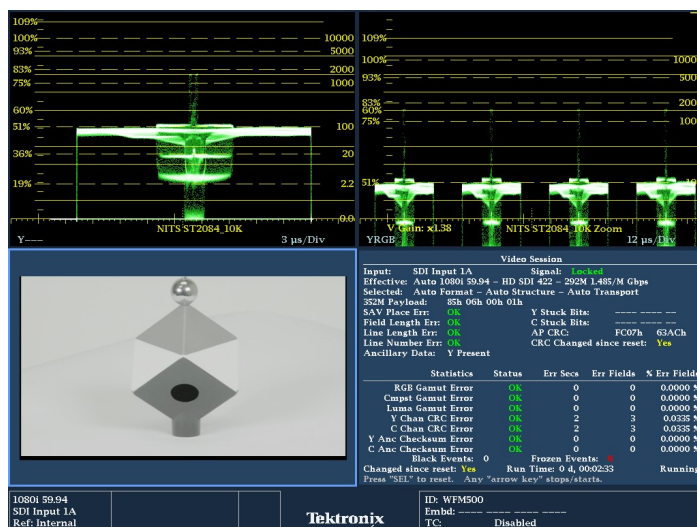 109%
100%
93%
83%
75%
60%
51%
36%
19%
10000
5000
2000
1000
100
20
2.2
0.0
NITS ST2084_10K
Y---
3 µs/Div
109%
100%
93%
83%
75%
51%
1000
500
200
100
V Gain: x1.38
NITS ST2084_10K Zoom
YRGB
12 µs/Div
Video Session
Input: SDI Input 1A Signal: Locked
Effective: Auto 1080i 59.94 - HD SDI 422 - 292M 1.485/M Gbps
Selected: Auto Format - Auto Structure - Auto Transport
352M Payload: 85h 06h 00h 01h
SAV Place Err: OK Y Stuck Bits: ---- ---- --
Field Length Err: OK C Stuck Bits: ---- ---- --
Line Length Err: OK AP CRC: FC07h 63ACh
Line Number Err: OK CRC Changed since reset: Yes
Ancillary Data: Y Present
Statistics Status Err Secs Err Fields % Err Fields
RGB Gamut Error OK 0 0 0.0000 %
Cmpst Gamut Error OK 0 0 0.0000 %
Luma Gamut Error OK 0 0 0.0000 %
Y Chan CRC Error OK 2 3 0.0335 %
C Chan CRC Error OK 2 3 0.0335 %
Y Anc Checksum Error OK 0 0 0.0000 %
C Anc Checksum Error OK 0 0 0.0000 %
Black Events: 0 Frozen Events:
Changed since reset: Yes Run Time: 0 d, 00:02:33 Running
Press "SEL" to reset. Any "arrow key" stops/starts.
1080i 59.94
SDI Input 1A
Ref: Internal
Tektronix
ID: WFM500
Embd: ---- ---- ---- ----
TC: Disabled